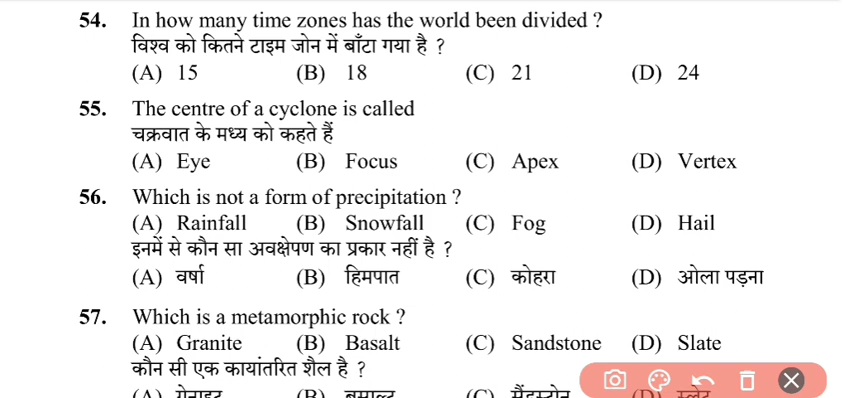 54. In how many time zones has the world been divided ?
विश्व को कितने टाइम जोन में बाँटा गया है ?
(A) 15 (B) 18 (C) 21 (D) 24
55. The centre of a cyclone is called
चक्रवात के मध्य को कहते हैं
(A) Eye (B) Focus (C) Apex (D) Vertex
56. Which is not a form of precipitation ?
(A) Rainfall (B) Snowfall (C) Fog (D) Hail
इनमें से कौन सा अवक्षेपण का प्रकार नहीं है ?
(A) वर्षा (B) हिमपात (C) कोहरा (D) ओला पड़ना
57. Which is a metamorphic rock ?
(A) Granite (B) Basalt (C) Sandstone (D) Slate
कौन सी एक कायांतरित शैल है ?
(A) (B) (C) (D)